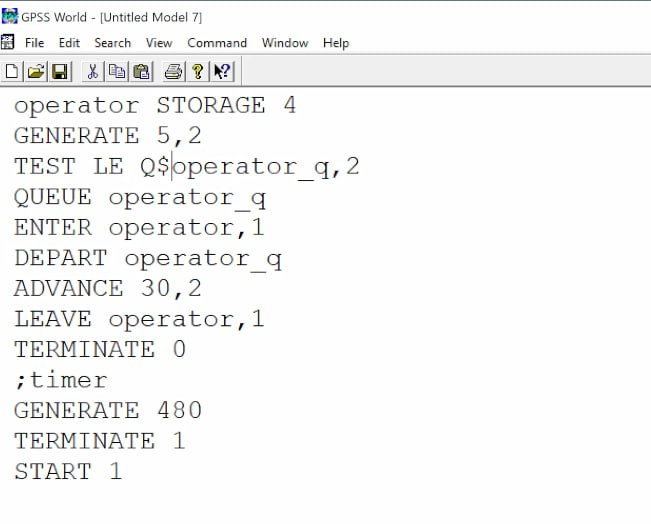 GPSS World - [Untitled Model 7]
File Edit Search View Command Window Help
operator STORAGE 4
GENERATE 5,2
TEST LE Q$operator_q,2
QUEUE operator_q
ENTER operator,1
DEPART operator_q
ADVANCE 30,2
LEAVE operator,1
TERMINATE 0
;timer
GENERATE 480
TERMINATE 1
START 1